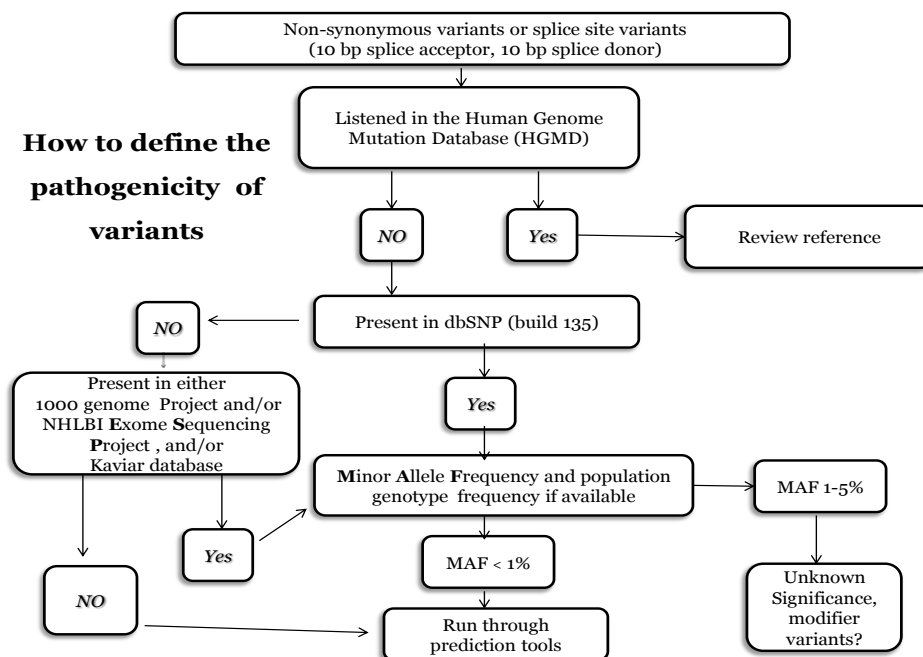 Non-synonymous variants or splice site variants
(10 bp splice acceptor, 10 bp splice donor)
Listened in the Human Genome
Mutation Database (HGMD)
How to define the
pathogenicity of
variants
NO
Yes
Review reference
Present in dbSNP (build 135)
NO
Yes
Present in either
1000 genome Project and/or
NHLBI Exome Sequencing
Project , and/or
Kaviar database
Minor Allele Frequency and population
genotype frequency if available
MAF 1-5%
Yes
MAF < 1%
NO
Unknown
Significance,
modifier
variants?
Run through
prediction tools